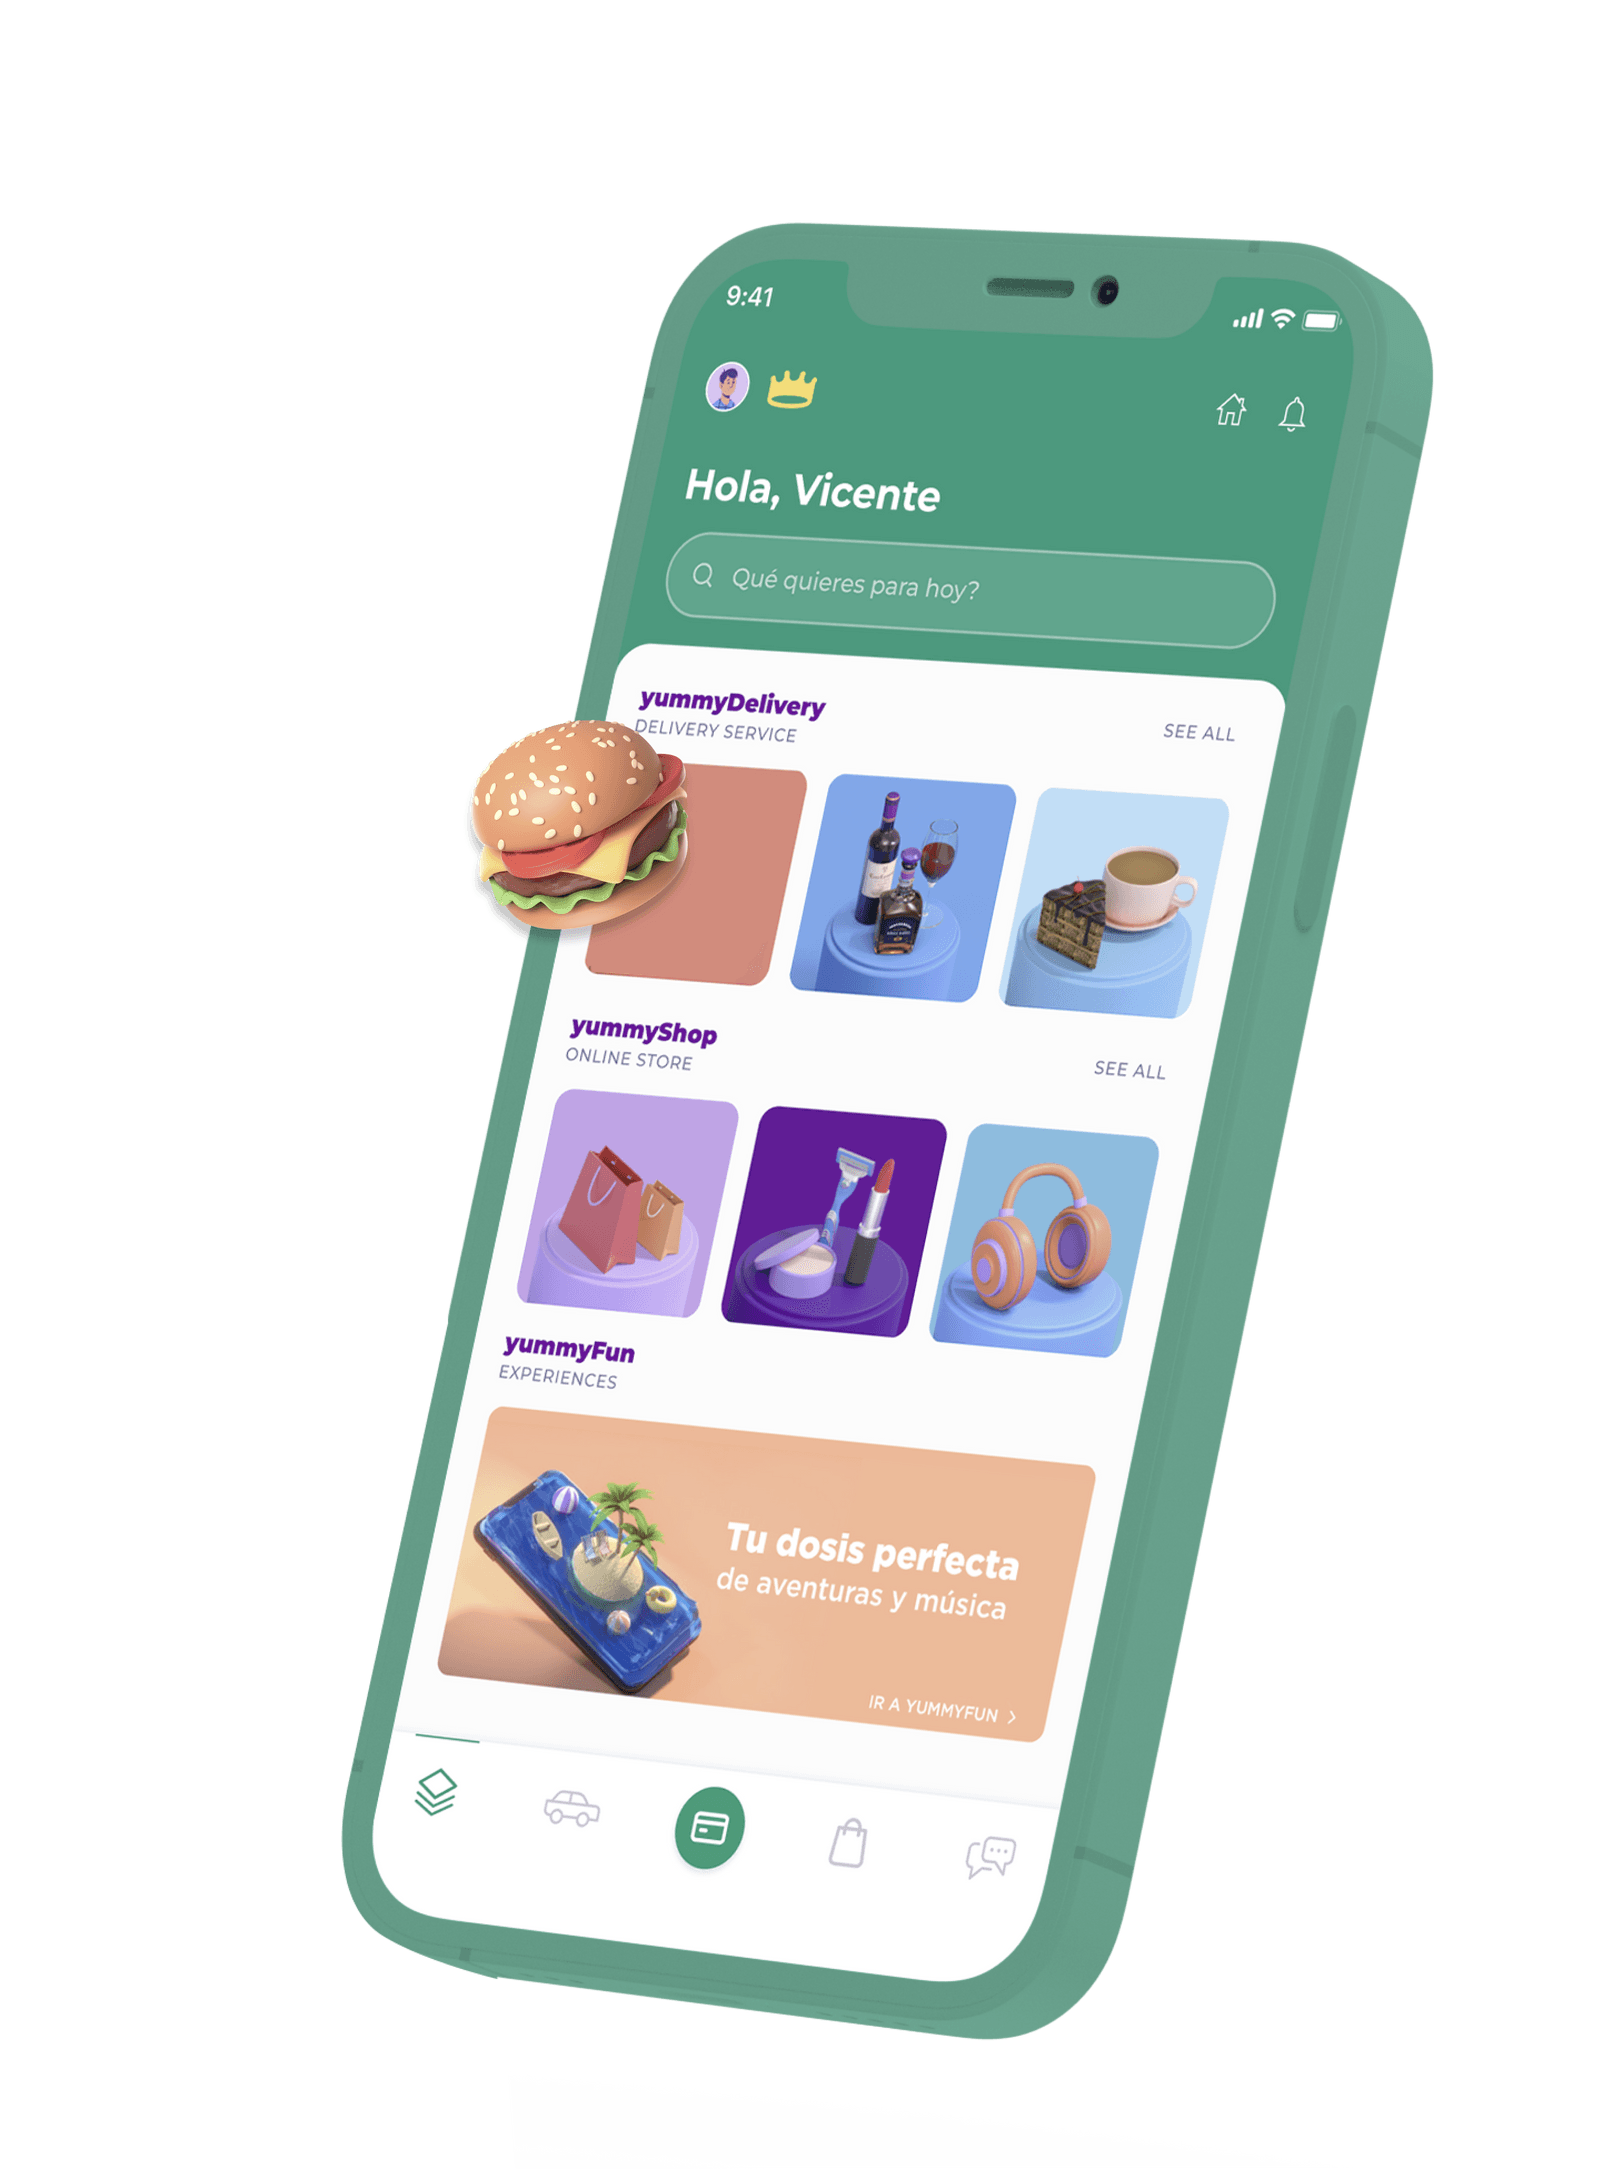 9:41
Hola, Vicente
Qué quieres para hoy?
yummyDelivery
DELIVERY SERVICE
SEE ALL
yummyShop
ONLINE STORE
SEE ALL
yummyFun
EXPERIENCES
Tu dosis perfecta
de aventuras y música
IR A YUMMYFUN >